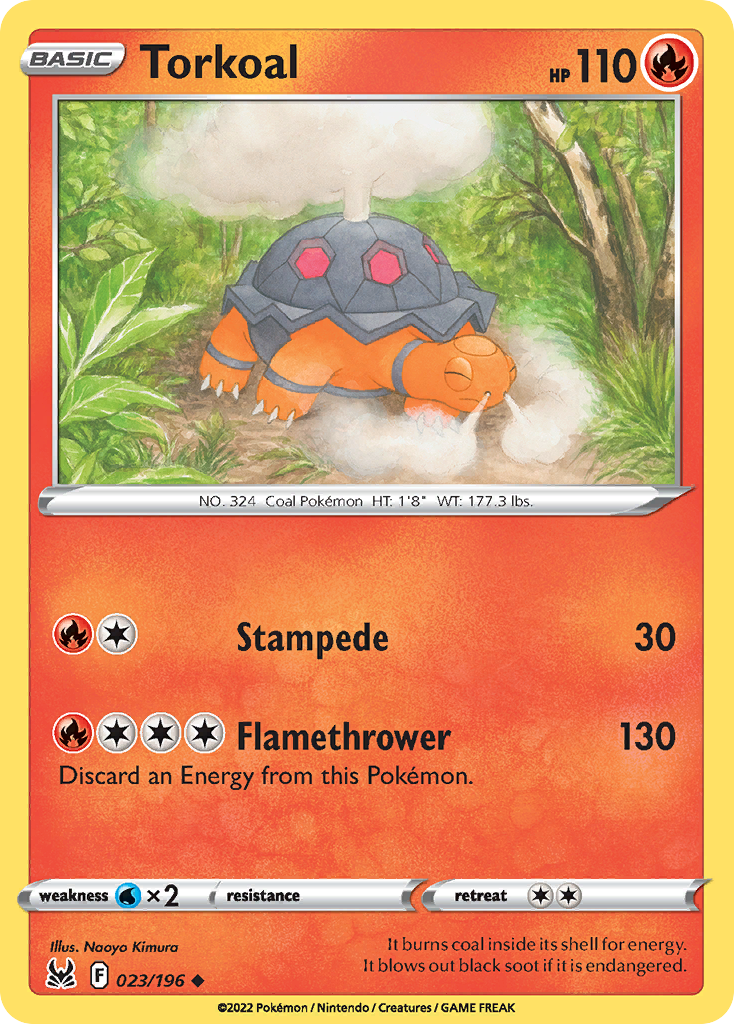 BASIC Torkoal HP 110
NO. 324 Coal Pokémon HT: 1'8" WT: 177.3 lbs.
Stampede 30
Flamethrower 130
Discard an Energy from this Pokémon.
weakness ×2 resistance retreat
Illus. Naoyo Kimura
It burns coal inside its shell for energy.
It blows out black soot if it is endangered.
F 023/196
©2022 Pokémon / Nintendo / Creatures / GAME FREAK